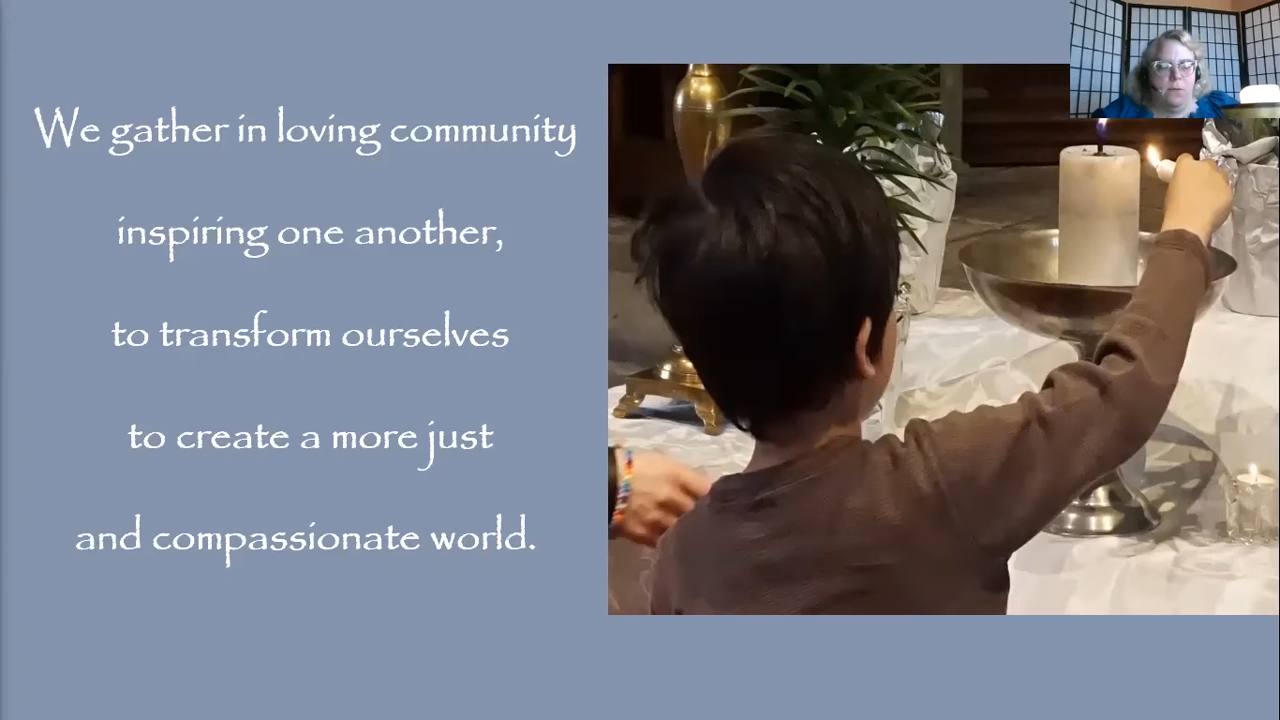 We gather in loving community
inspiring one another,
to transform ourselves
to create a more just
and compassionate world.